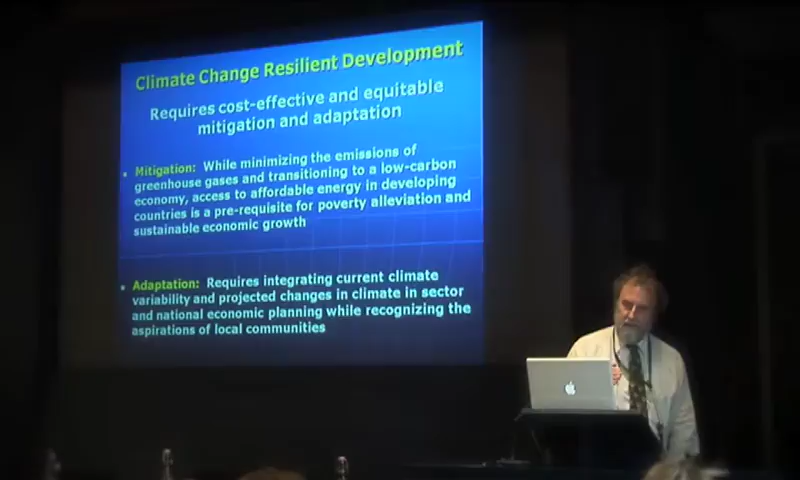 Climate Change Resilient Development
Requires cost-effective and equitable
mitigation and adaptation
• Mitigation: While minimizing the emissions of
greenhouse gases and transitioning to a low-carbon
economy, access to affordable energy in developing
countries is a pre-requisite for poverty alleviation and
sustainable economic growth
• Adaptation: Requires integrating current climate
variability and projected changes in climate in sector
and national economic planning while recognizing the
aspirations of local communities